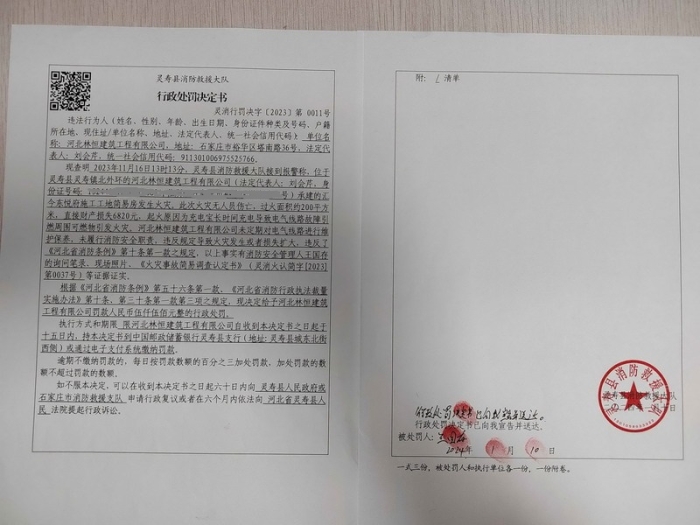 灵寿县消防救援大队
行政处罚决定书
灵消行罚决字〔2023〕第 0011号
违法行为人（姓名、性别、年龄、出生日期、身份证件种类及号码、户籍
所在地、现住址/单位名称、地址、法定代表人、统一社会信用代码）：单位名
称：河北林恒建筑工程有限公司，地址：石家庄市裕华区塔南路36号，法定代
表人：刘会芹，统一社会信用代码：911301006975525766。
现查明 2023年11月16日13时13分，灵寿县消防救援大队接到报警称，位于
灵寿县灵寿镇北外环的河北林恒建筑工程有限公司（法定代表人：刘会芹，身
份证号码：）承建的汇
今东悦府施工工地简易房发生火灾，此次火灾无人员伤亡，过火面积约200平方
米，直接财产损失6820元，起火原因为充电宝长时间充电导致电气线路故障引
燃周围可燃物引发火灾。河北林恒建筑工程有限公司未定期对电气线路进行
维护保养，未履行消防安全职责，违反规定导致火灾发生或者损失扩大，违反了
《河北省消防条例》第十条第一款之规定，以上事实有消防安全管理人王国存
的询问笔录、现场照片、《火灾事故简易调查认定书》（灵消火认简字[2023]
第0037号）等证据证实。
根据《河北省消防条例》第五十六条第一款、《河北省消防行政执法裁量
实施办法》第十条、第三十条第一款第三项之规定，现决定给予河北林恒建筑
工程有限公司罚款人民币伍仟伍佰元整的行政处罚。
执行方式和期限 限河北林恒建筑工程有限公司自收到本决定书之日起于
十五日内，持本决定书到中国邮政储蓄银行灵寿县支行(地址：灵寿县城东北街
西侧)或通过电子支付系统缴纳罚款。
逾期不缴纳罚款的，每日按罚款数额的百分之三加处罚款，加处罚款的数
额不超过罚款数额。
如不服本决定，可以在收到本决定书之日起六十日内向 灵寿县人民政府或
石家庄市消防救援支队 申请行政复议或者在六个月内依法向 河北省灵寿县人
民 法院提起行政诉讼。
附：/清单
灵寿县消防救援大队
行政处罚决定书已向我宣告并送达。
行政处罚决定书已向我宣告并送达。
被处罚人：
2024年 1 月 10 日
一式三份，被处罚人和执行单位各一份，一份附卷。